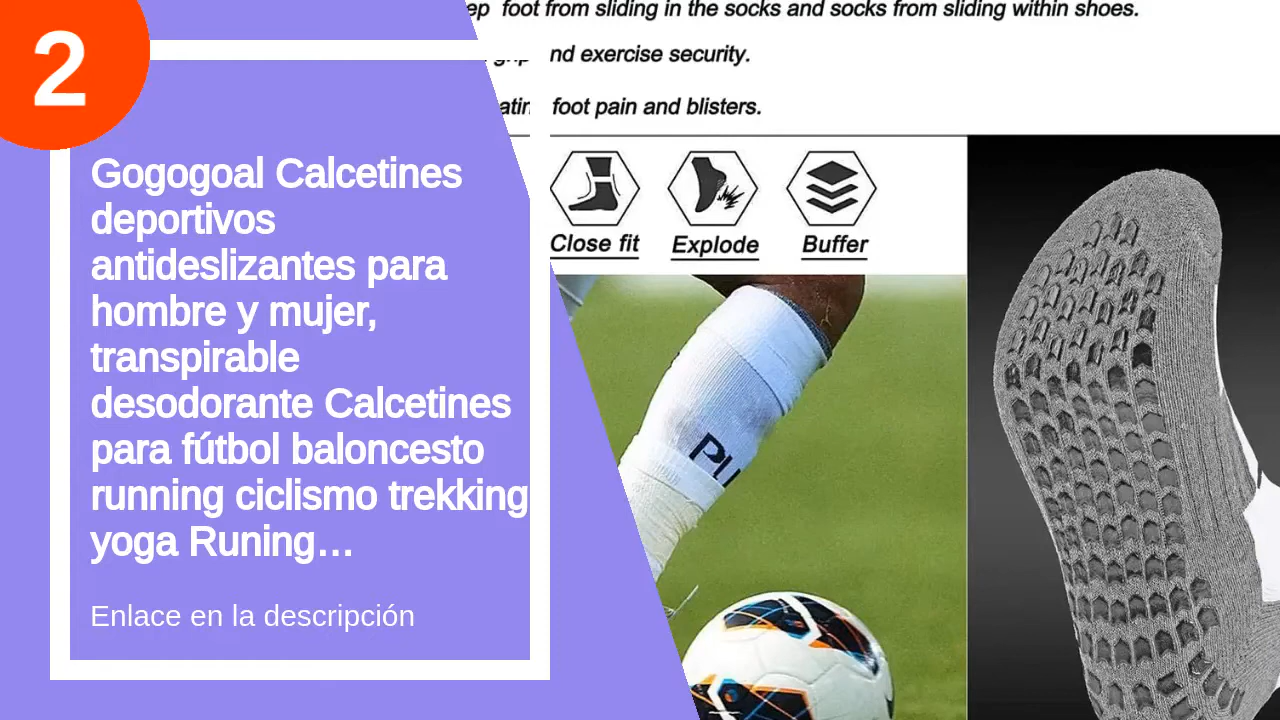 2
foot from sliding in the socks and socks from sliding within shoes.
nd exercise security.
foot pain and blisters.
Gogogoal Calcetines
deportivos
antideslizantes para
hombre y mujer,
transpirable
desodorante Calcetines
para fútbol baloncesto
running ciclismo trekking
yoga Runing…
Enlace en la descripción
Close fit
Explode
Buffer
PU